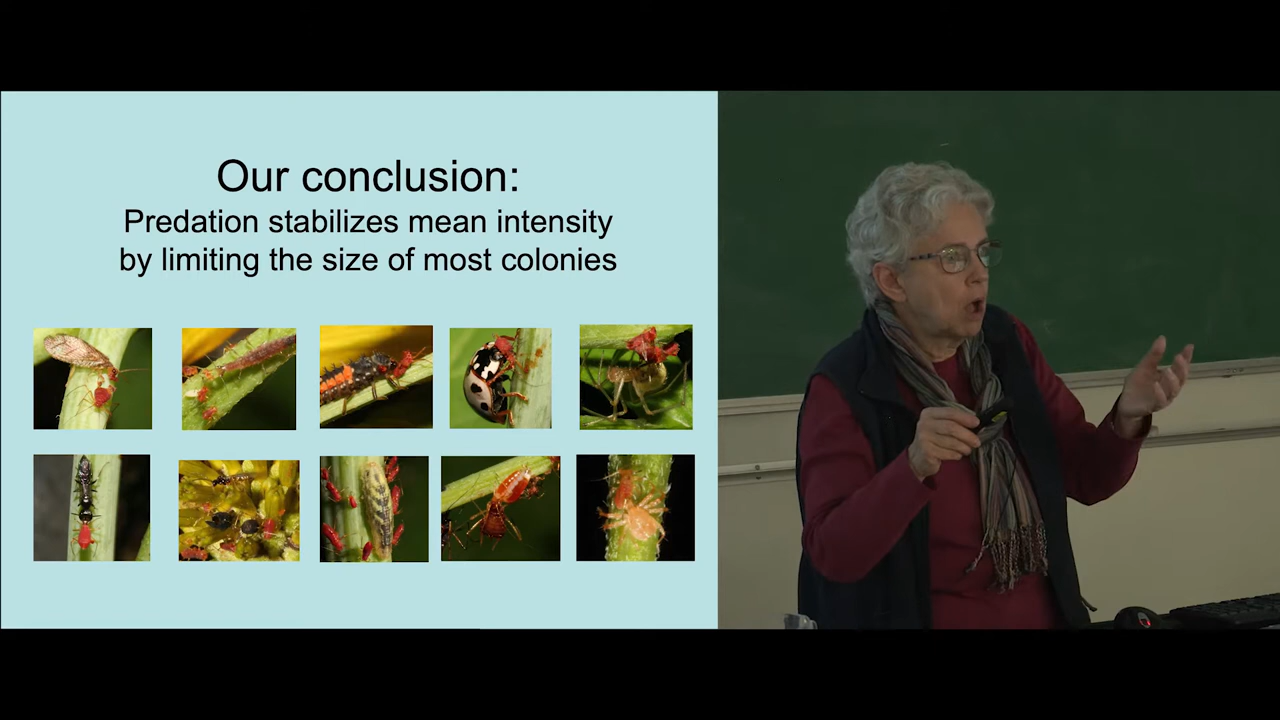 Our conclusion:
Predation stabilizes mean intensity
by limiting the size of most colonies